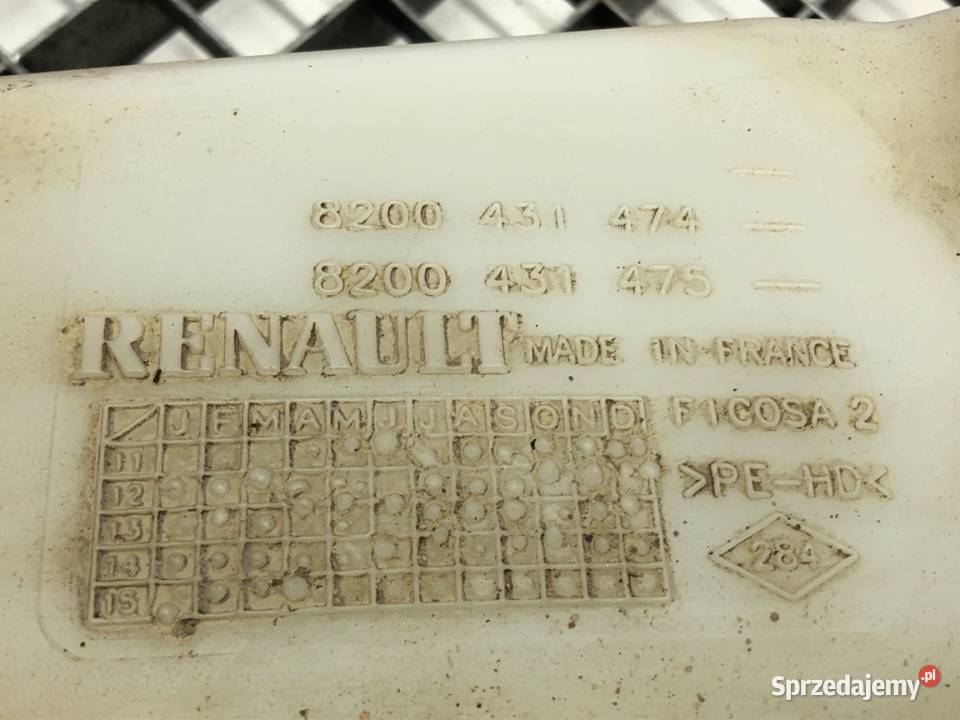 8200 431 474 —
8200 431 475 —
RENAULT MADE IN-FRANCE
J F M A M J J A S O N D
11
12
13
14
15
F1COSA 2
>PE-HD<
284
Sprzedajemy.pl